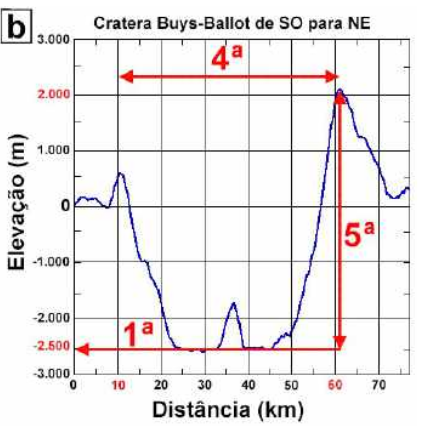 b
Cratera Buys-Ballot de SO para NE
3.000
2.000
1.000
0
-1.000
-2.000
-2.500
-3.000
Elevação (m)
4ª
5ª
1ª
0 10 20 30 40 50 60 70
Distância (km)